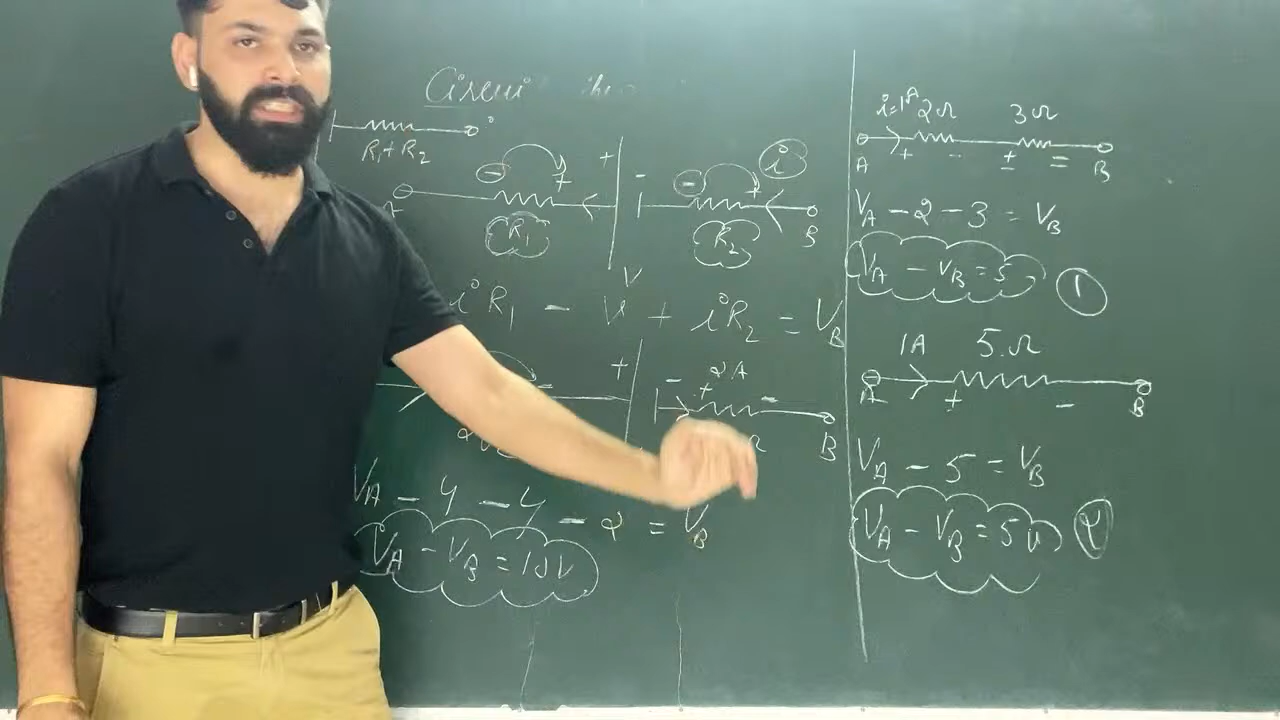 R₁+R₂
A + − R₁ − + V − + R₂ i B
iR₁ − V + iR₂ = V_B
+ − + 2A − B
V_A − 4 − 4 − 2 = V_B
V_A − V_B = 10V
i=1A 2Ω 3Ω
A + − + = B
V_A − 2 − 3 = V_B
V_A − V_B = 5 1
1A 5Ω
A + − B
V_A − 5 = V_B
V_A − V_B = 5v 2